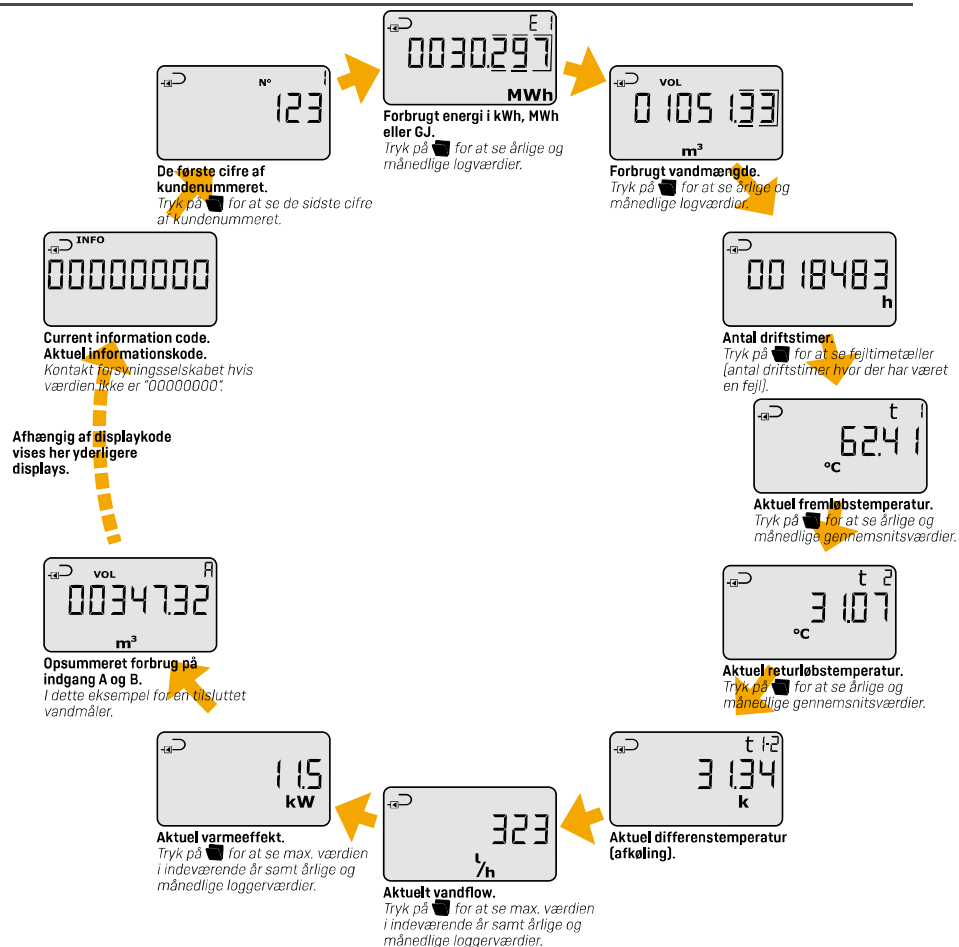 E 1
0030.297
MWh
Forbrugt energi i kWh, MWh
eller GJ.
Tryk på for at se årlige og
månedlige logværdier.
VOL
01051.33
m³
Forbrugt vandmængde.
Tryk på for at se årlige og
månedlige logværdier.
0018483
h
Antal driftstimer.
Tryk på for at se fejltimetæller
(antal driftstimer hvor der har været
en fejl).
t 1
62.41
°C
Aktuel fremløbstemperatur.
Tryk på for at se årlige og
månedlige gennemsnitsværdier.
t 2
31.07
°C
Aktuel returløbstemperatur.
Tryk på for at se årlige og
månedlige gennemsnitsværdier.
t 1-2
31.34
k
Aktuel differenstemperatur
(afkøling).
323
l/h
Aktuelt vandflow.
Tryk på for at se max. værdien
i indeværende år samt årlige og
månedlige loggerværdier.
11.5
kW
Aktuel varmeeffekt.
Tryk på for at se max. værdien
i indeværende år samt årlige og
månedlige loggerværdier.
A
VOL
00347.32
m³
Opsummeret forbrug på
indgang A og B.
I dette eksempel for en tilsluttet
vandmåler.
Afhængig af displaykode
vises her yderligere
displays.
INFO
00000000
Current information code.
Aktuel informationskode.
Kontakt forsyningsselskabet hvis
værdien ikke er "00000000".
N° 1
123
De første cifre af
kundenummeret.
Tryk på for at se de sidste cifre
af kundenummeret.